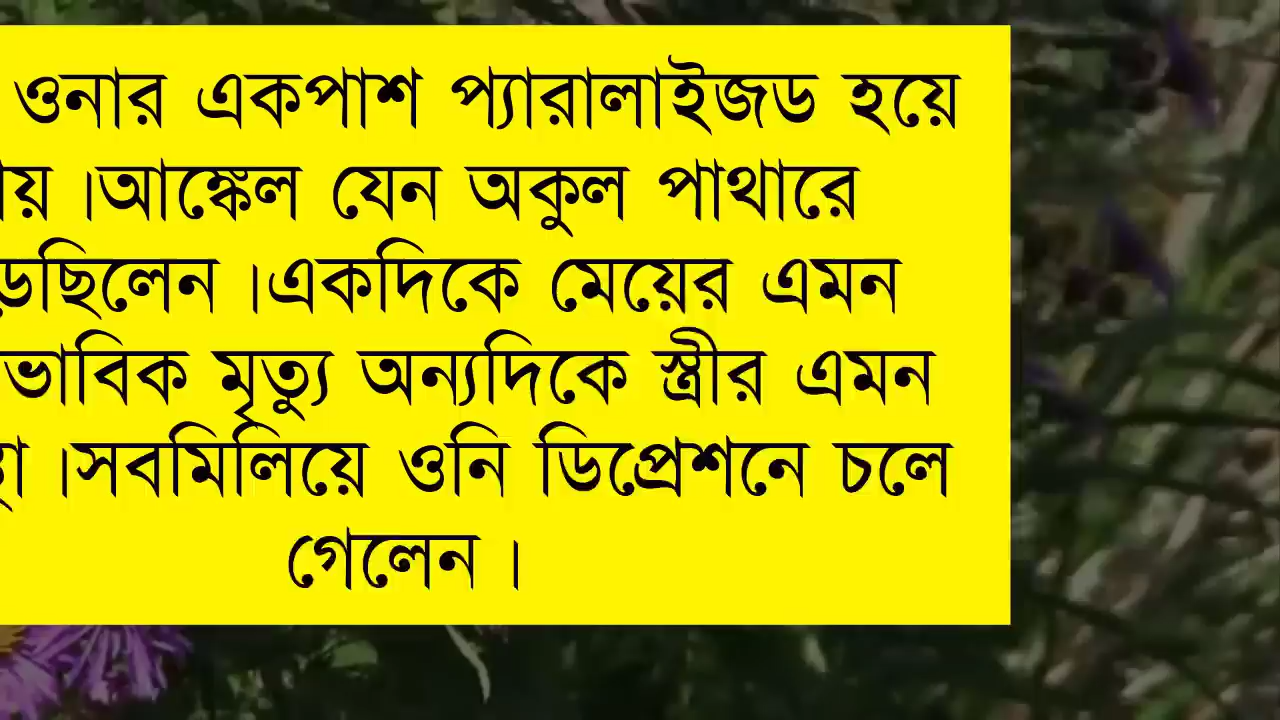 ওনার একপাশ প্যারালাইজড হয়ে
।আঙ্কেল যেন অকুল পাথারে
।একদিকে মেয়ের এমন
মৃত্যু অন্যদিকে স্ত্রীর এমন
।সবমিলিয়ে ওনি ডিপ্রেশনে চলে
গেলেন ।